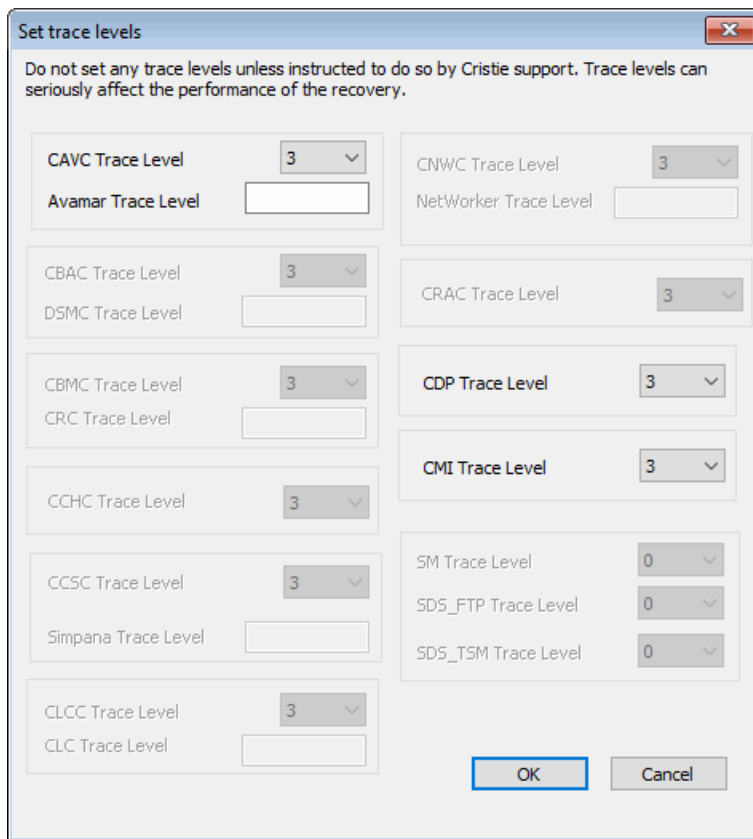 Set trace levels
Do not set any trace levels unless instructed to do so by Cristie support. Trace levels can
seriously affect the performance of the recovery.
CAVC Trace Level 3
Avamar Trace Level
CBAC Trace Level 3
DSMC Trace Level
CBMC Trace Level 3
CRC Trace Level
CCHC Trace Level 3
CCSC Trace Level 3
Simpana Trace Level
CLCC Trace Level 3
CLC Trace Level
CNWC Trace Level 3
NetWorker Trace Level
CRAC Trace Level 3
CDP Trace Level 3
CMI Trace Level 3
SM Trace Level 0
SDS_FTP Trace Level 0
SDS_TSM Trace Level 0
OK Cancel